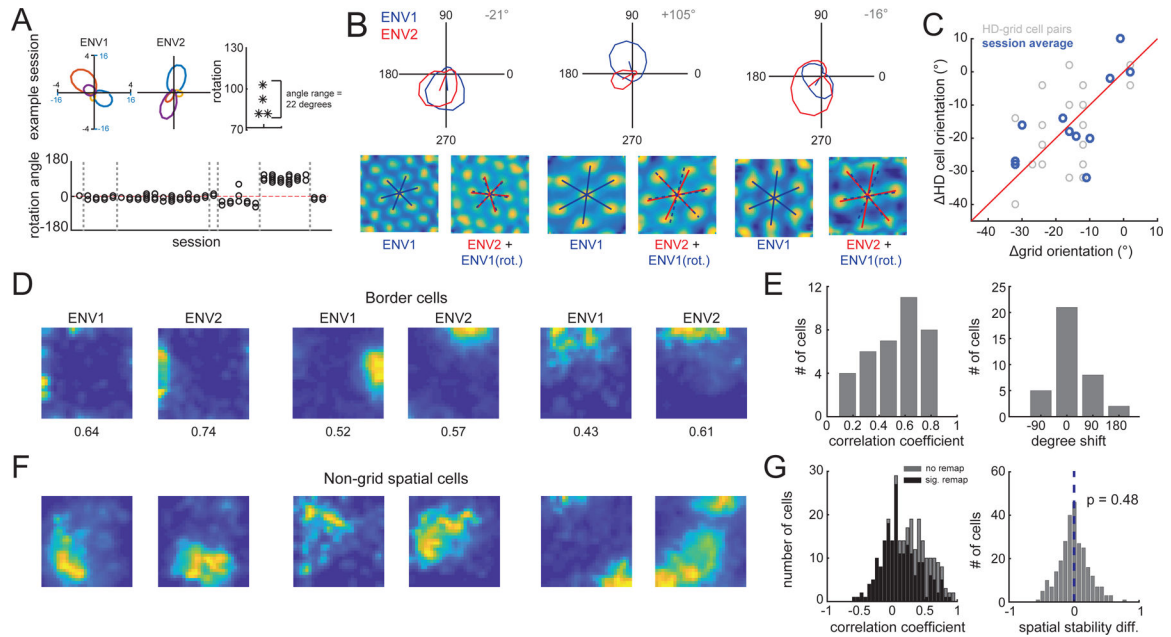 A
example session
ENV1
4 16
-4
-16
4
16
-4 -16
ENV2
rotation
130
100
70
angle range =
22 degrees
rotation angle
180
0
-180
session
B
ENV1
ENV2
90
-21°
180
0
270
90
+105°
180
0
270
90
-16°
180
0
270
ENV1
ENV2 +
ENV1(rot.)
ENV1
ENV2 +
ENV1(rot.)
ENV1
ENV2 +
ENV1(rot.)
C
HD-grid cell pairs
session average
ΔHD cell orientation (°)
10
0
-10
-20
-30
-40
-40 -30 -20 -10 0 10
Δgrid orientation (°)
D
Border cells
ENV1 ENV2 ENV1 ENV2 ENV1 ENV2
0.64 0.74 0.52 0.57 0.43 0.61
E
# of cells
12
8
4
0
0 0.2 0.4 0.6 0.8 1
correlation coefficient
# of cells
25
20
15
10
5
0
-90 0 90 180
degree shift
F
Non-grid spatial cells
G
number of cells
30
20
10
0
no remap
sig. remap
-1 -0.5 0 0.5 1
correlation coefficient
# of cells
60
40
20
0
p = 0.48
-1 0 1
spatial stability diff.